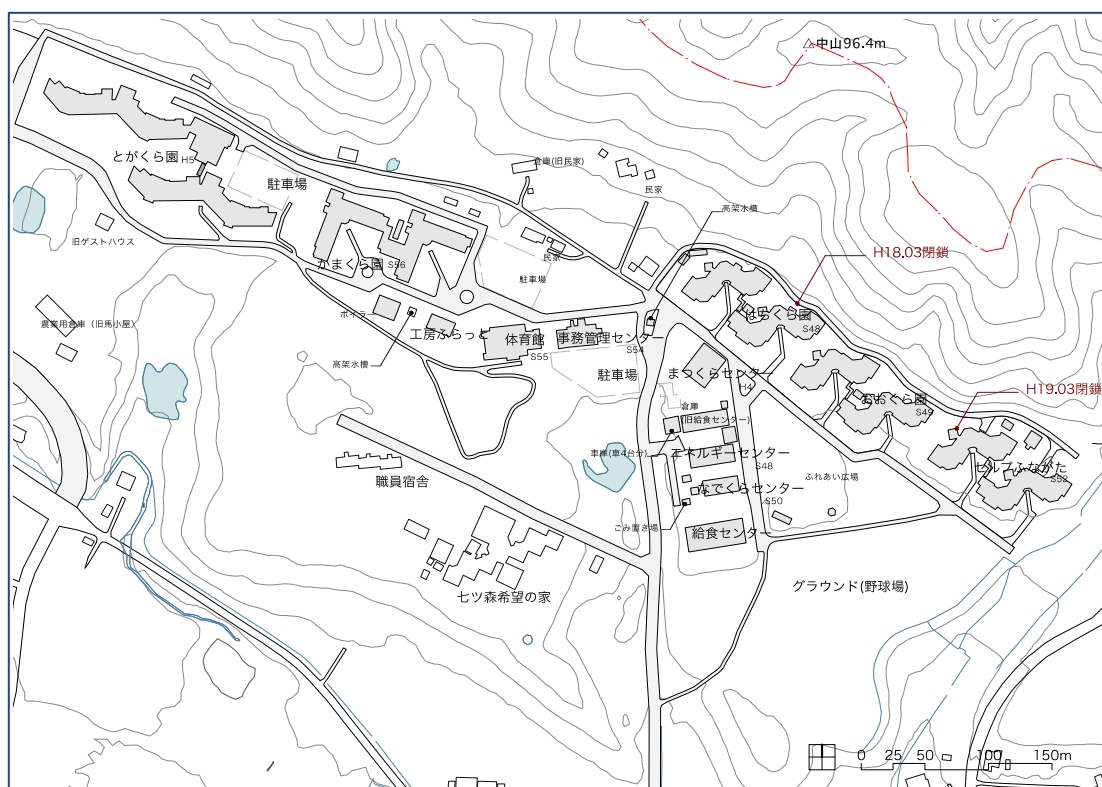 中山96.4m
とがくら園 H5
駐車場
倉庫(旧民家)
民家
高架水槽
旧ゲストハウス
かまくら園 S56
民家
駐車場
H18.03閉鎖
はちくら園
S48
ボイラー
農業用倉庫（旧馬小屋）
工房ふらっと
体育館
S55
事務管理センター
S54
高架水槽
駐車場
まつくらセンター
H4
おおくら園
S49
H19.03閉鎖
倉庫
(旧給食センター)
車庫(車4台分)
エネルギーセンター
S48
セルプふながた
S52
職員宿舎
なでくらセンター
S50
ふれあい広場
ごみ置き場
給食センター
七ツ森希望の家
グラウンド(野球場)
0 25 50 100 150m